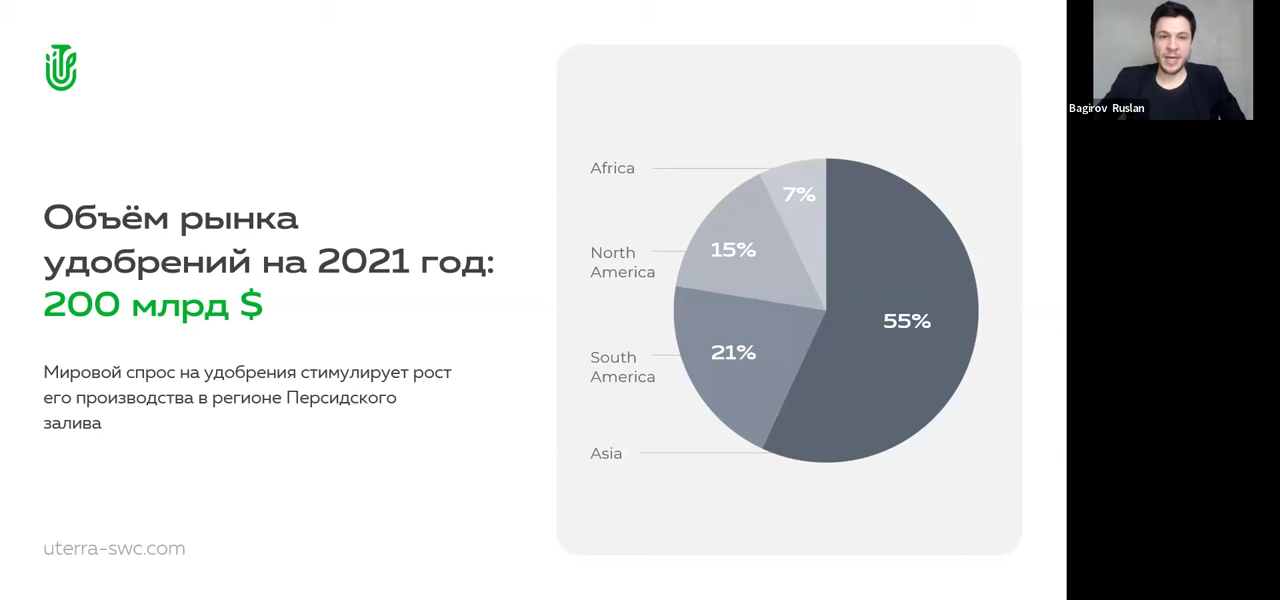 Объём рынка
удобрений на 2021 год:
200 млрд $
Мировой спрос на удобрения стимулирует рост
его производства в регионе Персидского
залива
uterra-swc.com
Africa
7%
North
America
15%
55%
South
America
21%
Asia
Bagirov Ruslan